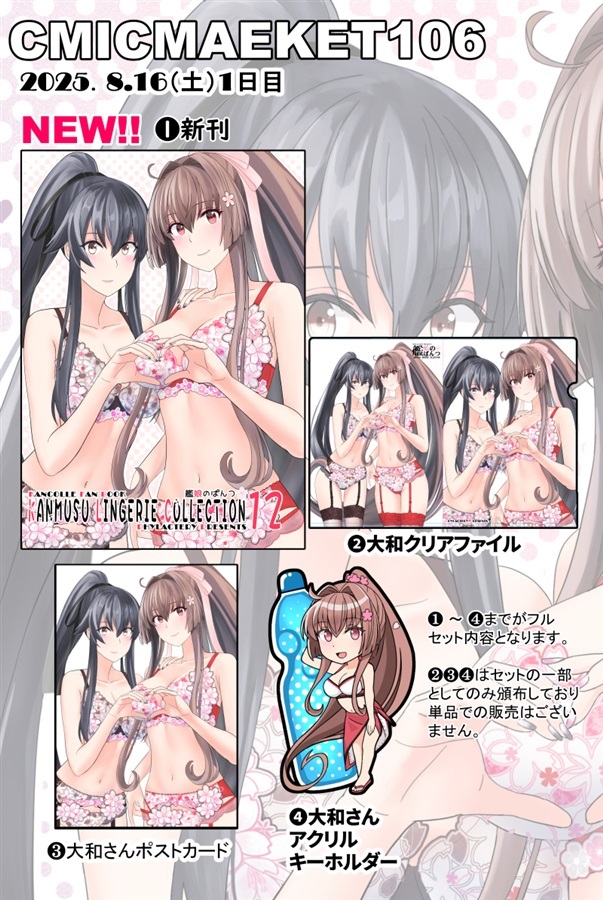 CMICMAEKET106
2025. 8.16(土)1日目
NEW!! ❶新刊
KANCOLLE FAN BOOK
艦娘のぱんつ
KANMUSU LINGERIE COLLECTION 12
PHYLACTERY PRESENTS
❷大和クリアファイル
❶ ～ ❹までがフル
セット内容となります。
❷❸❹はセットの一部
としてのみ頒布しており
単品での販売はござい
ません。
❸大和さんポストカード
❹大和さん
アクリル
キーホルダー